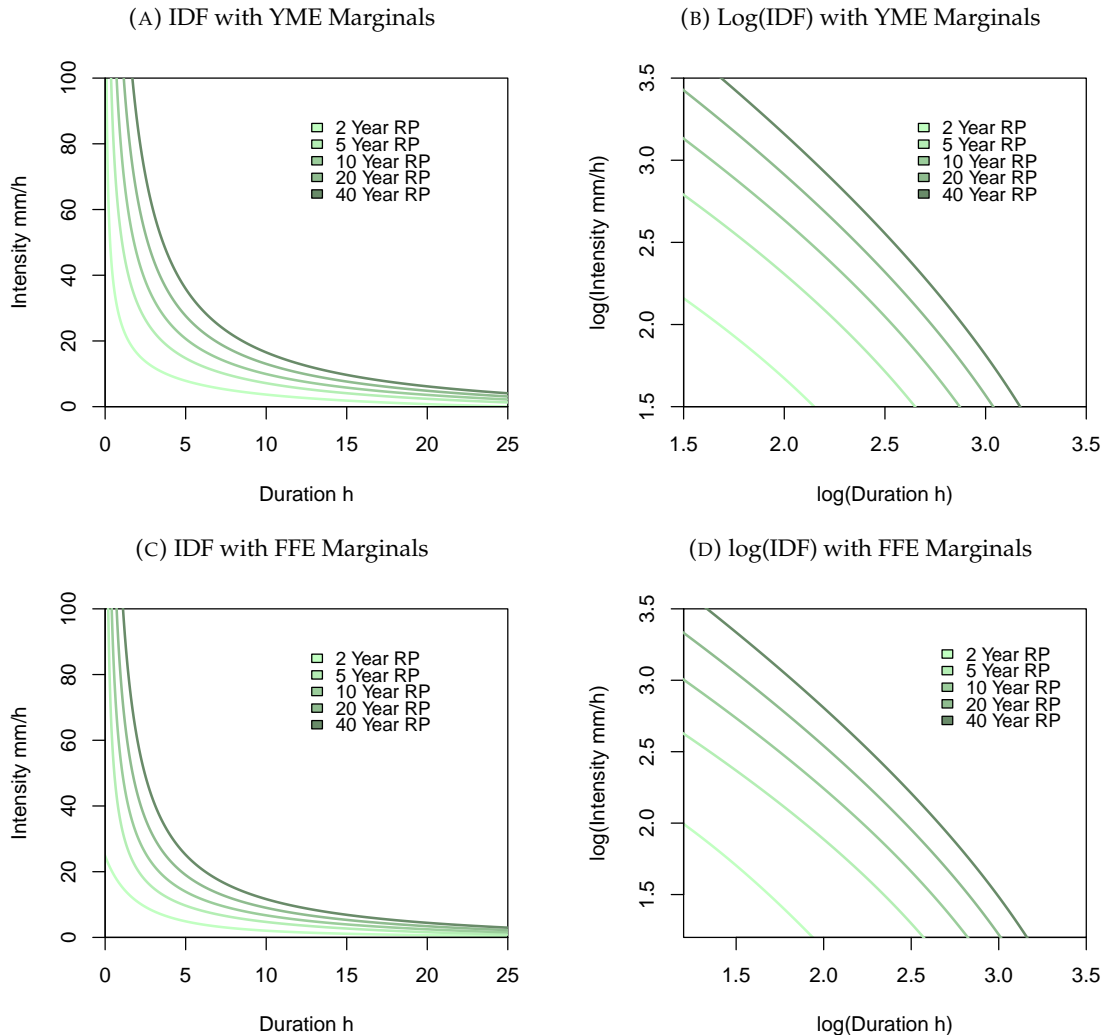 (A) IDF with YME Marginals
Intensity mm/h
100
80
60
40
20
0
2 Year RP
5 Year RP
10 Year RP
20 Year RP
40 Year RP
0 5 10 15 20 25
Duration h
(B) Log(IDF) with YME Marginals
log(Intensity mm/h)
3.5
3.0
2.5
2.0
1.5
2 Year RP
5 Year RP
10 Year RP
20 Year RP
40 Year RP
1.5 2.0 2.5 3.0 3.5
log(Duration h)
(C) IDF with FFE Marginals
Intensity mm/h
100
80
60
40
20
0
2 Year RP
5 Year RP
10 Year RP
20 Year RP
40 Year RP
0 5 10 15 20 25
Duration h
(D) log(IDF) with FFE Marginals
log(Intensity mm/h)
3.5
3.0
2.5
2.0
1.5
2 Year RP
5 Year RP
10 Year RP
20 Year RP
40 Year RP
1.5 2.0 2.5 3.0 3.5
log(Duration h)